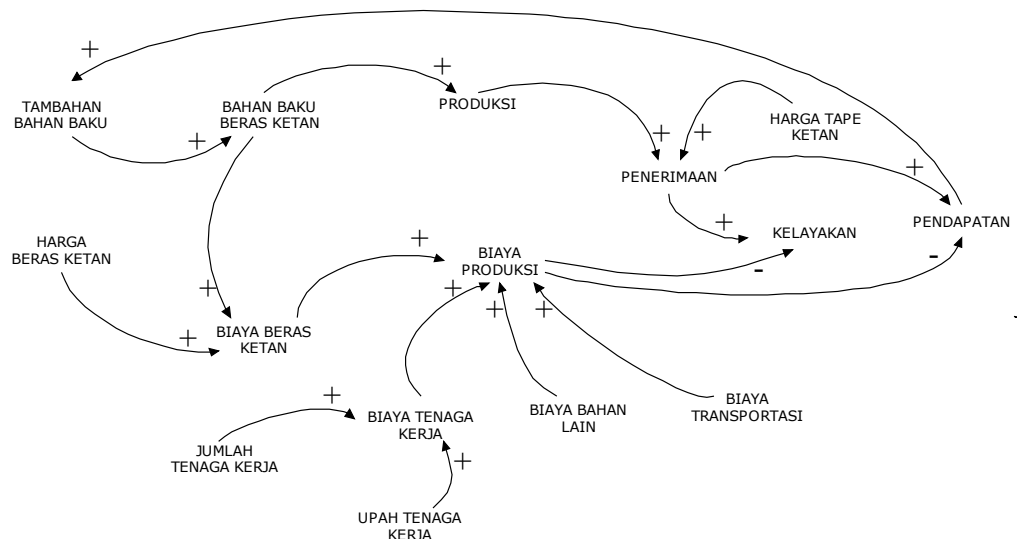 +
+
+
TAMBAHAN
BAHAN BAKU
BAHAN BAKU
BERAS KETAN
PRODUKSI
HARGA TAPE
KETAN
+
+
+
PENERIMAAN
+
+
KELAYAKAN
PENDAPATAN
HARGA
BERAS KETAN
+
BIAYA
PRODUKSI
-
-
+
+
+
+
+
BIAYA BERAS
KETAN
+
BIAYA TENAGA
KERJA
BIAYA BAHAN
LAIN
BIAYA
TRANSPORTASI
JUMLAH
TENAGA KERJA
+
UPAH TENAGA
KERJA